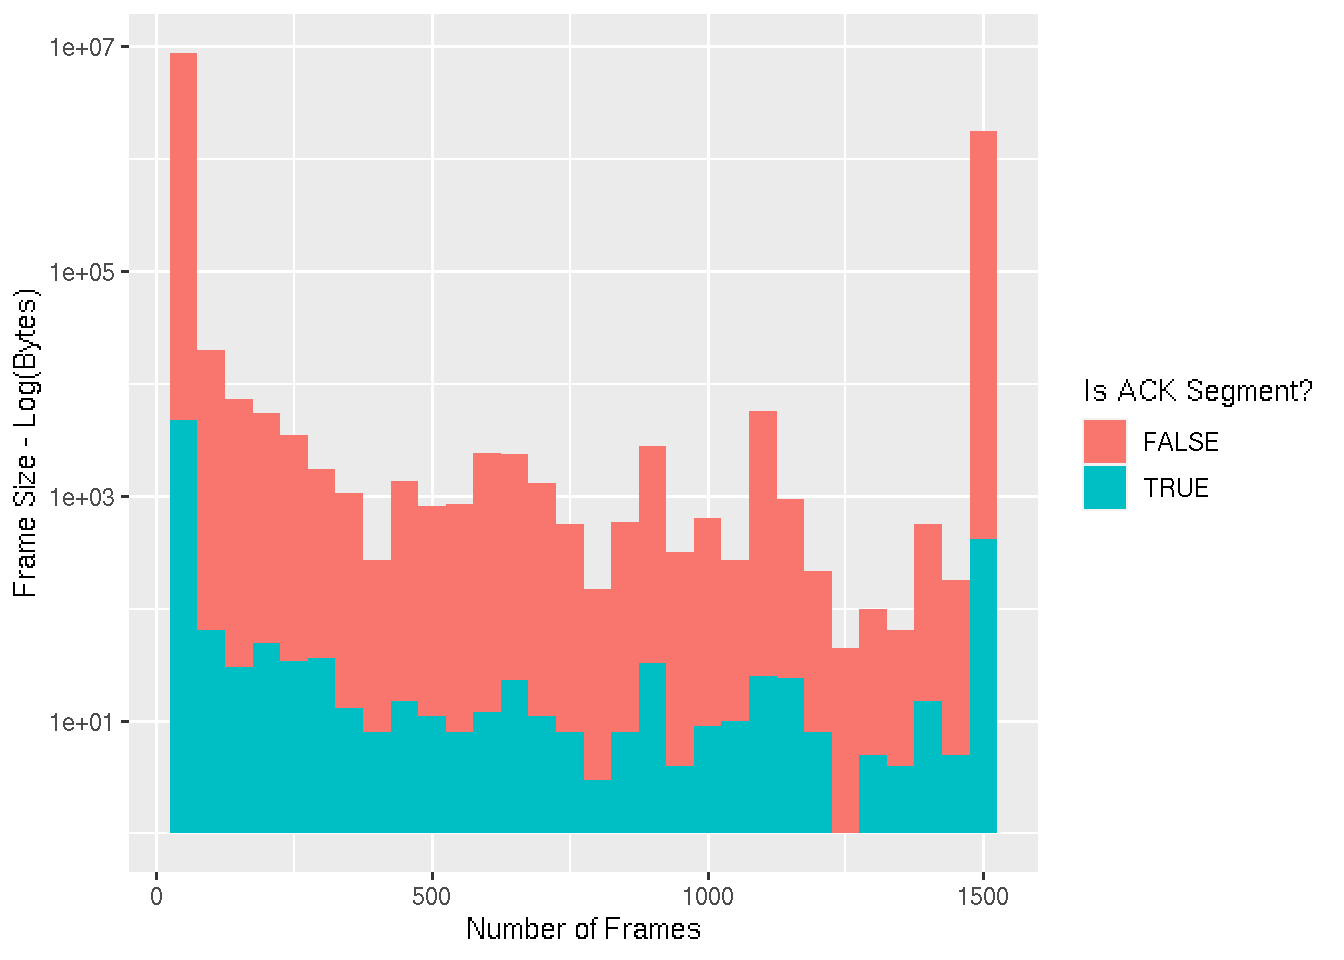 1e+07
1e+05
1e+03
1e+01
Frame Size - Log(Bytes)
0
500
1000
1500
Number of Frames
Is ACK Segment?
FALSE
TRUE